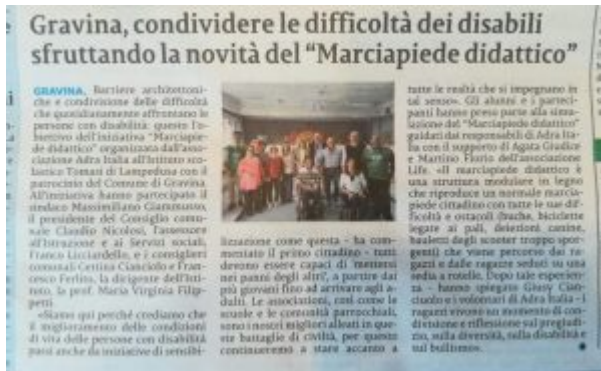 Gravina, condividere le difficoltà dei disabili
sfruttando la novità del “Marciapiede didattico”
GRAVINA. Barriere architettoni-
che e condivisione delle difficoltà
che quotidianamente affrontano le
persone con disabilità: questo l'o-
biettivo dell'iniziativa "Marciapie-
de didattico" organizzata dall'asso-
ciazione Adra Italia all'Istituto sco-
lastico Tomasi di Lampedusa con il
patrocinio del Comune di Gravina.
All'iniziativa hanno partecipato il
sindaco Massimiliano Giammusso,
il presidente del Consiglio comu-
nale Claudio Nicolosi, l'assessore
all'Istruzione e ai Servizi sociali,
Franco Licciardello, e i consiglieri
comunali Cettina Cianciolo e Fran-
cesco Ferlito, la dirigente dell'Isti-
tuto, la prof. Maria Virginia Filip-
petti
«Siamo qui perché crediamo che
il miglioramento delle condizioni
di vita delle persone con disabilità
passi anche da iniziative di sensibi-
lizzazione come questa - ha com-
mentato il primo cittadino - tutti
dovremmo essere capaci di 'metterci
nei panni degli altri', a partire dai
più giovani fino ad arrivare agli a-
dulti. Le associazioni, così come le
scuole e le comunità parrocchiali,
sono i nostri migliori alleati in que-
ste battaglie di civiltà, per questo
continueremo a stare accanto a
tutte le realtà che si impegnano in
tal senso». Gli alunni e i parteci-
panti hanno preso parte alla simu-
lazione del "Marciapiede didattico"
guidati dai responsabili di Adra Ita-
lia con il supporto di Agata Giudice
e Martino Florio dell'associazione
Life. «Il marciapiede didattico è
una struttura modulare in legno
che riproduce un normale marcia-
piede cittadino con tutte le sue dif-
ficoltà e ostacoli (buche, biciclette
legate ai pali, deiezioni canine,
bauletti degli scooter troppo spor-
genti) che viene percorso dai ra-
gazzi e dalle ragazze seduti su una
sedia a rotelle. Dopo tale esperien-
za - hanno spiegato Giusy Cian-
ciuolo e i volontari di Adra Italia - i
ragazzi vivono un momento di con-
divisione e riflessione sul pregiudi-
zio, sulla diversità, sulla disabilità e
sul bullismo».